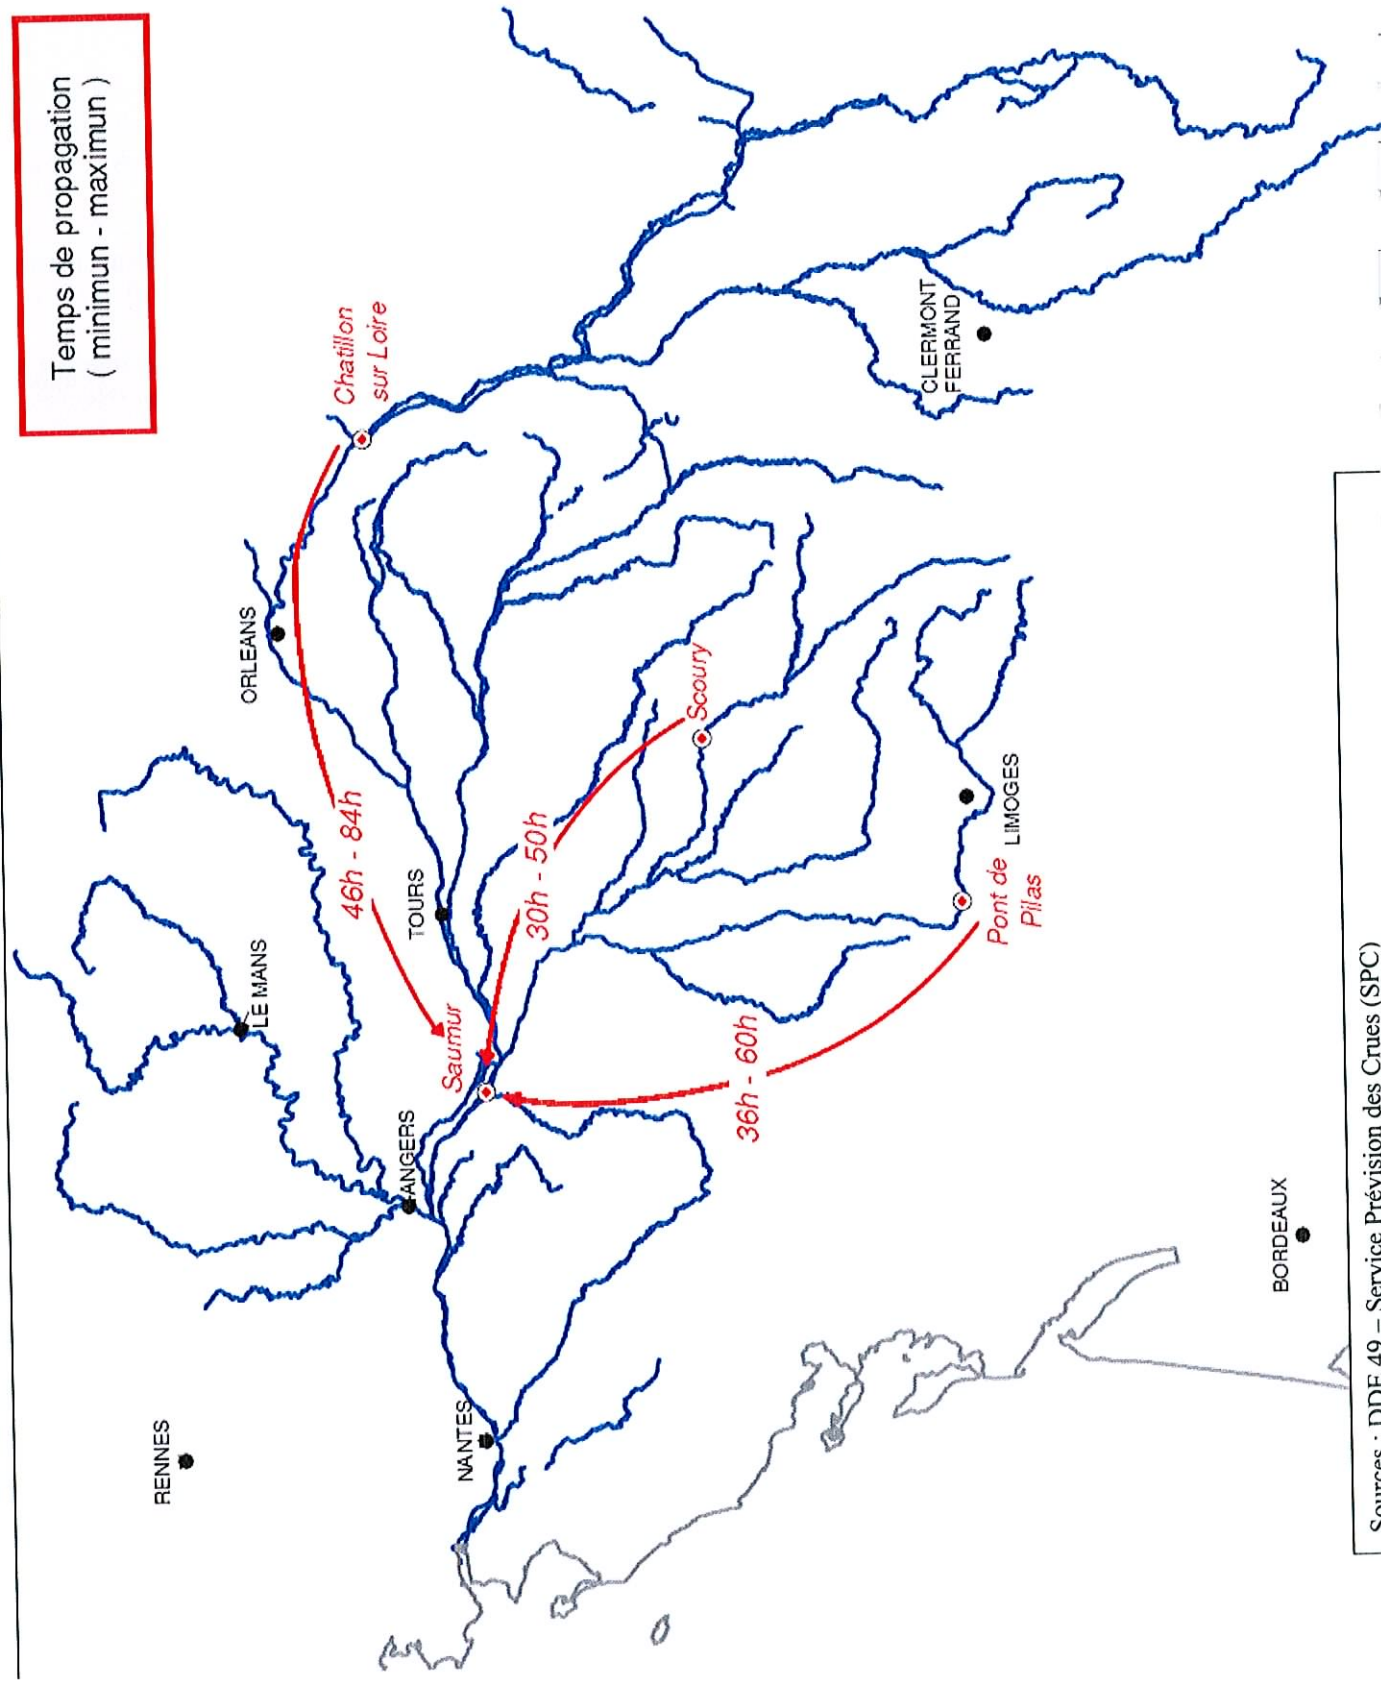 Temps de propagation
( minimun - maximun )
Chatillon
sur Loire
ORLEANS
46h - 84h
TOURS
LE MANS
Saumur
ANGERS
RENNES
NANTES
30h - 50h
Scoury
CLERMONT
FERRAND
LIMOGES
Pont de
Pilas
36h - 60h
BORDEAUX
Sources : DDE 49 – Service Prévision des Crues (SPC)